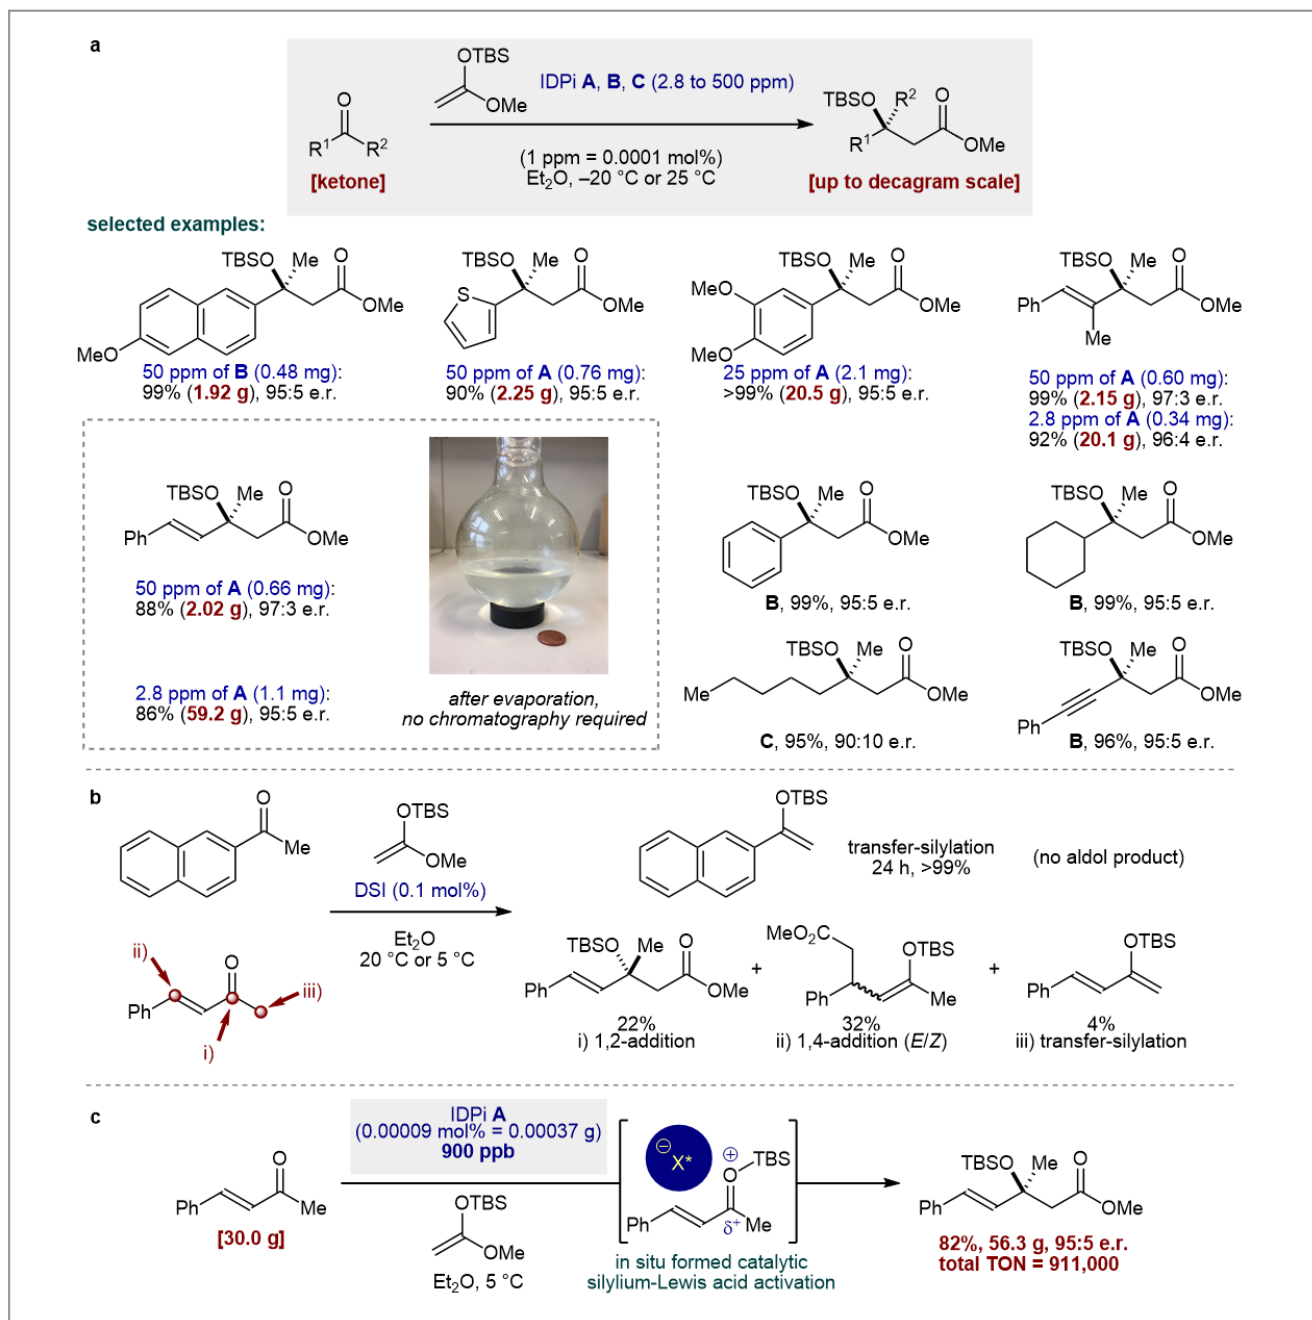 a
OTBS
OMe
IDPi A, B, C (2.8 to 500 ppm)
O
R¹ R²
[ketone]
(1 ppm = 0.0001 mol%)
Et₂O, –20 °C or 25 °C
TBSO R² O
R¹ OMe
[up to decagram scale]
selected examples:
TBSO Me O
OMe
MeO
50 ppm of B (0.48 mg):
99% (1.92 g), 95:5 e.r.
TBSO Me O
S OMe
50 ppm of A (0.76 mg):
90% (2.25 g), 95:5 e.r.
TBSO Me O
MeO OMe
MeO
25 ppm of A (2.1 mg):
>99% (20.5 g), 95:5 e.r.
TBSO Me O
Ph OMe
Me
50 ppm of A (0.60 mg):
99% (2.15 g), 97:3 e.r.
2.8 ppm of A (0.34 mg):
92% (20.1 g), 96:4 e.r.
TBSO Me O
Ph OMe
50 ppm of A (0.66 mg):
88% (2.02 g), 97:3 e.r.
2.8 ppm of A (1.1 mg):
86% (59.2 g), 95:5 e.r.
after evaporation,
no chromatography required
TBSO Me O
OMe
B, 99%, 95:5 e.r.
TBSO Me O
OMe
B, 99%, 95:5 e.r.
TBSO Me O
Me OMe
C, 95%, 90:10 e.r.
TBSO Me O
OMe
Ph
B, 96%, 95:5 e.r.
b
O
Me
OTBS
OMe
DSI (0.1 mol%)
Et₂O
20 °C or 5 °C
OTBS
transfer-silylation
24 h, >99%
(no aldol product)
ii)
O
iii)
Ph
i)
TBSO Me O
Ph OMe
22%
i) 1,2-addition
+
MeO₂C
OTBS
Ph Me
32%
ii) 1,4-addition (E/Z)
+
OTBS
Ph
4%
iii) transfer-silylation
c
O
Ph Me
[30.0 g]
IDPi A
(0.00009 mol% = 0.00037 g)
900 ppb
OTBS
OMe
Et₂O, 5 °C
⊖
X*
⊕
O TBS
Ph δ⁺ Me
in situ formed catalytic
silylium-Lewis acid activation
TBSO Me O
Ph OMe
82%, 56.3 g, 95:5 e.r.
total TON = 911,000